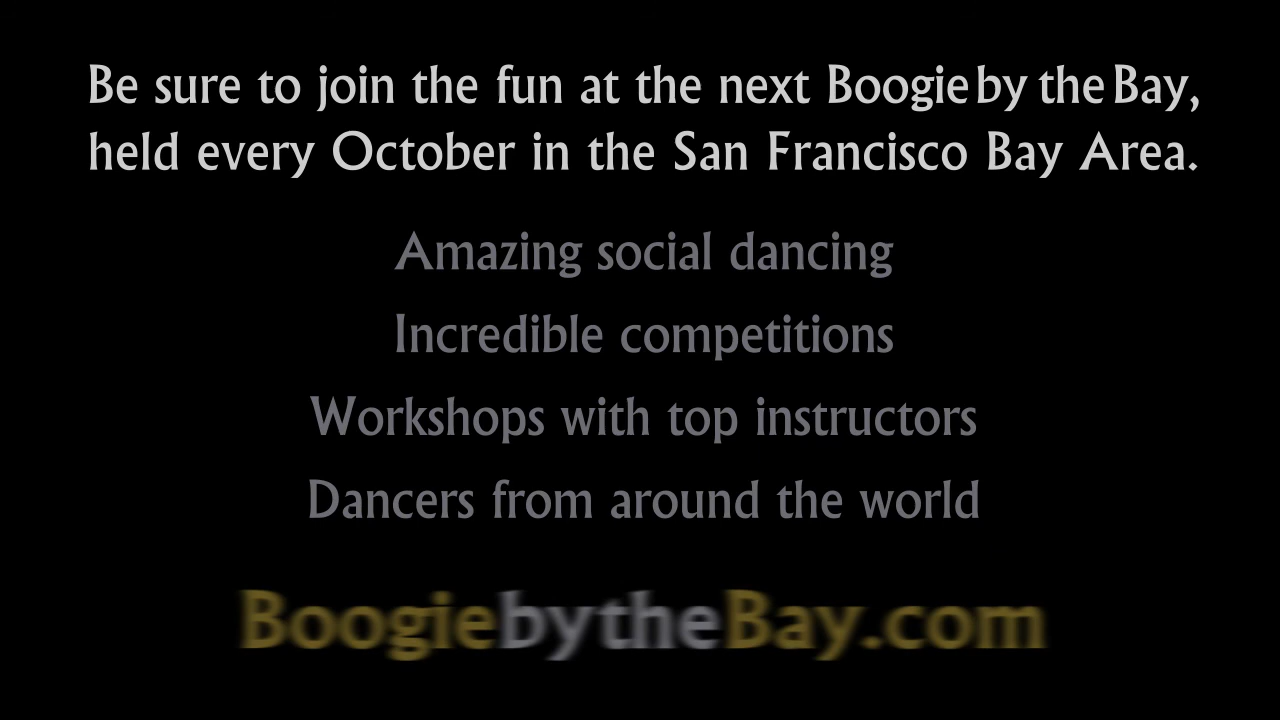 Be sure to join the fun at the next Boogie by the Bay,
held every October in the San Francisco Bay Area.
Amazing social dancing
Incredible competitions
Workshops with top instructors
Dancers from around the world
BoogiebytheBay.com